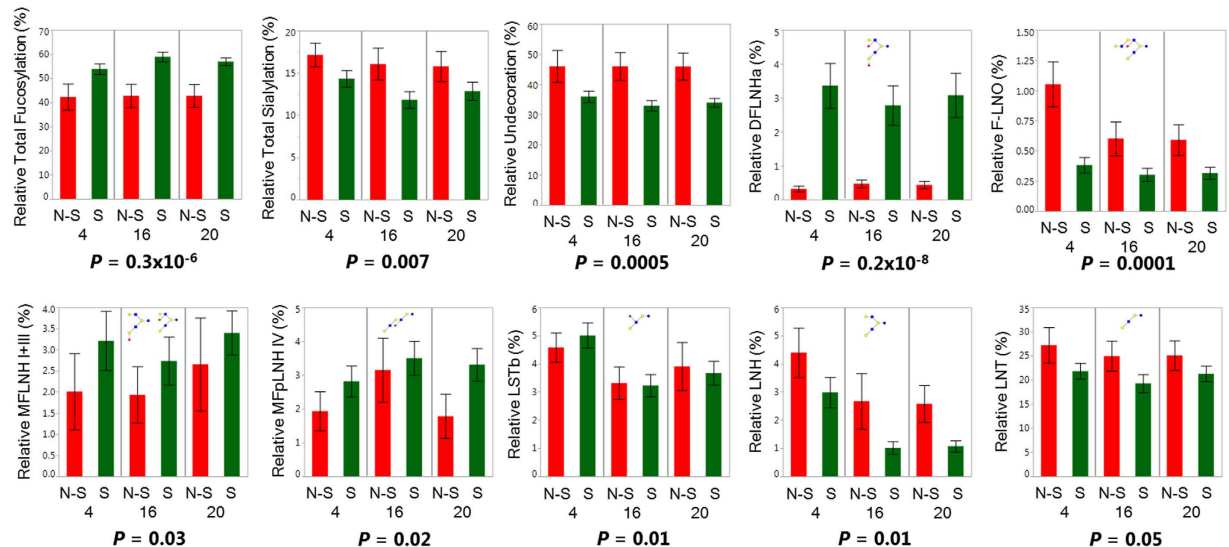 Relative Total Fucosylation (%)
70
60
50
40
30
20
10
0
N-S S N-S S N-S S
4 16 20
P = 0.3x10-6
Relative Total Sialylation (%)
20
15
10
5
0
N-S S N-S S N-S S
4 16 20
P = 0.007
Relative Undecoration (%)
60
50
40
30
20
10
0
N-S S N-S S N-S S
4 16 20
P = 0.0005
Relative DFLNHa (%)
5
4
3
2
1
0
N-S S N-S S N-S S
4 16 20
P = 0.2x10-8
Relative F-LNO (%)
1.50
1.25
1.00
0.75
0.50
0.25
0.00
N-S S N-S S N-S S
4 16 20
P = 0.0001
Relative MFLNH I+III (%)
4.0
3.5
3.0
2.5
2.0
1.5
1.0
0.5
0.0
N-S S N-S S N-S S
4 16 20
P = 0.03
Relative MFpLNH IV (%)
5
4
3
2
1
0
N-S S N-S S N-S S
4 16 20
P = 0.02
Relative LSTb (%)
6
5
4
3
2
1
0
N-S S N-S S N-S S
4 16 20
P = 0.01
Relative LNH (%)
6
5
4
3
2
1
0
N-S S N-S S N-S S
4 16 20
P = 0.01
Relative LNT (%)
35
30
25
20
15
10
5
0
N-S S N-S S N-S S
4 16 20
P = 0.05